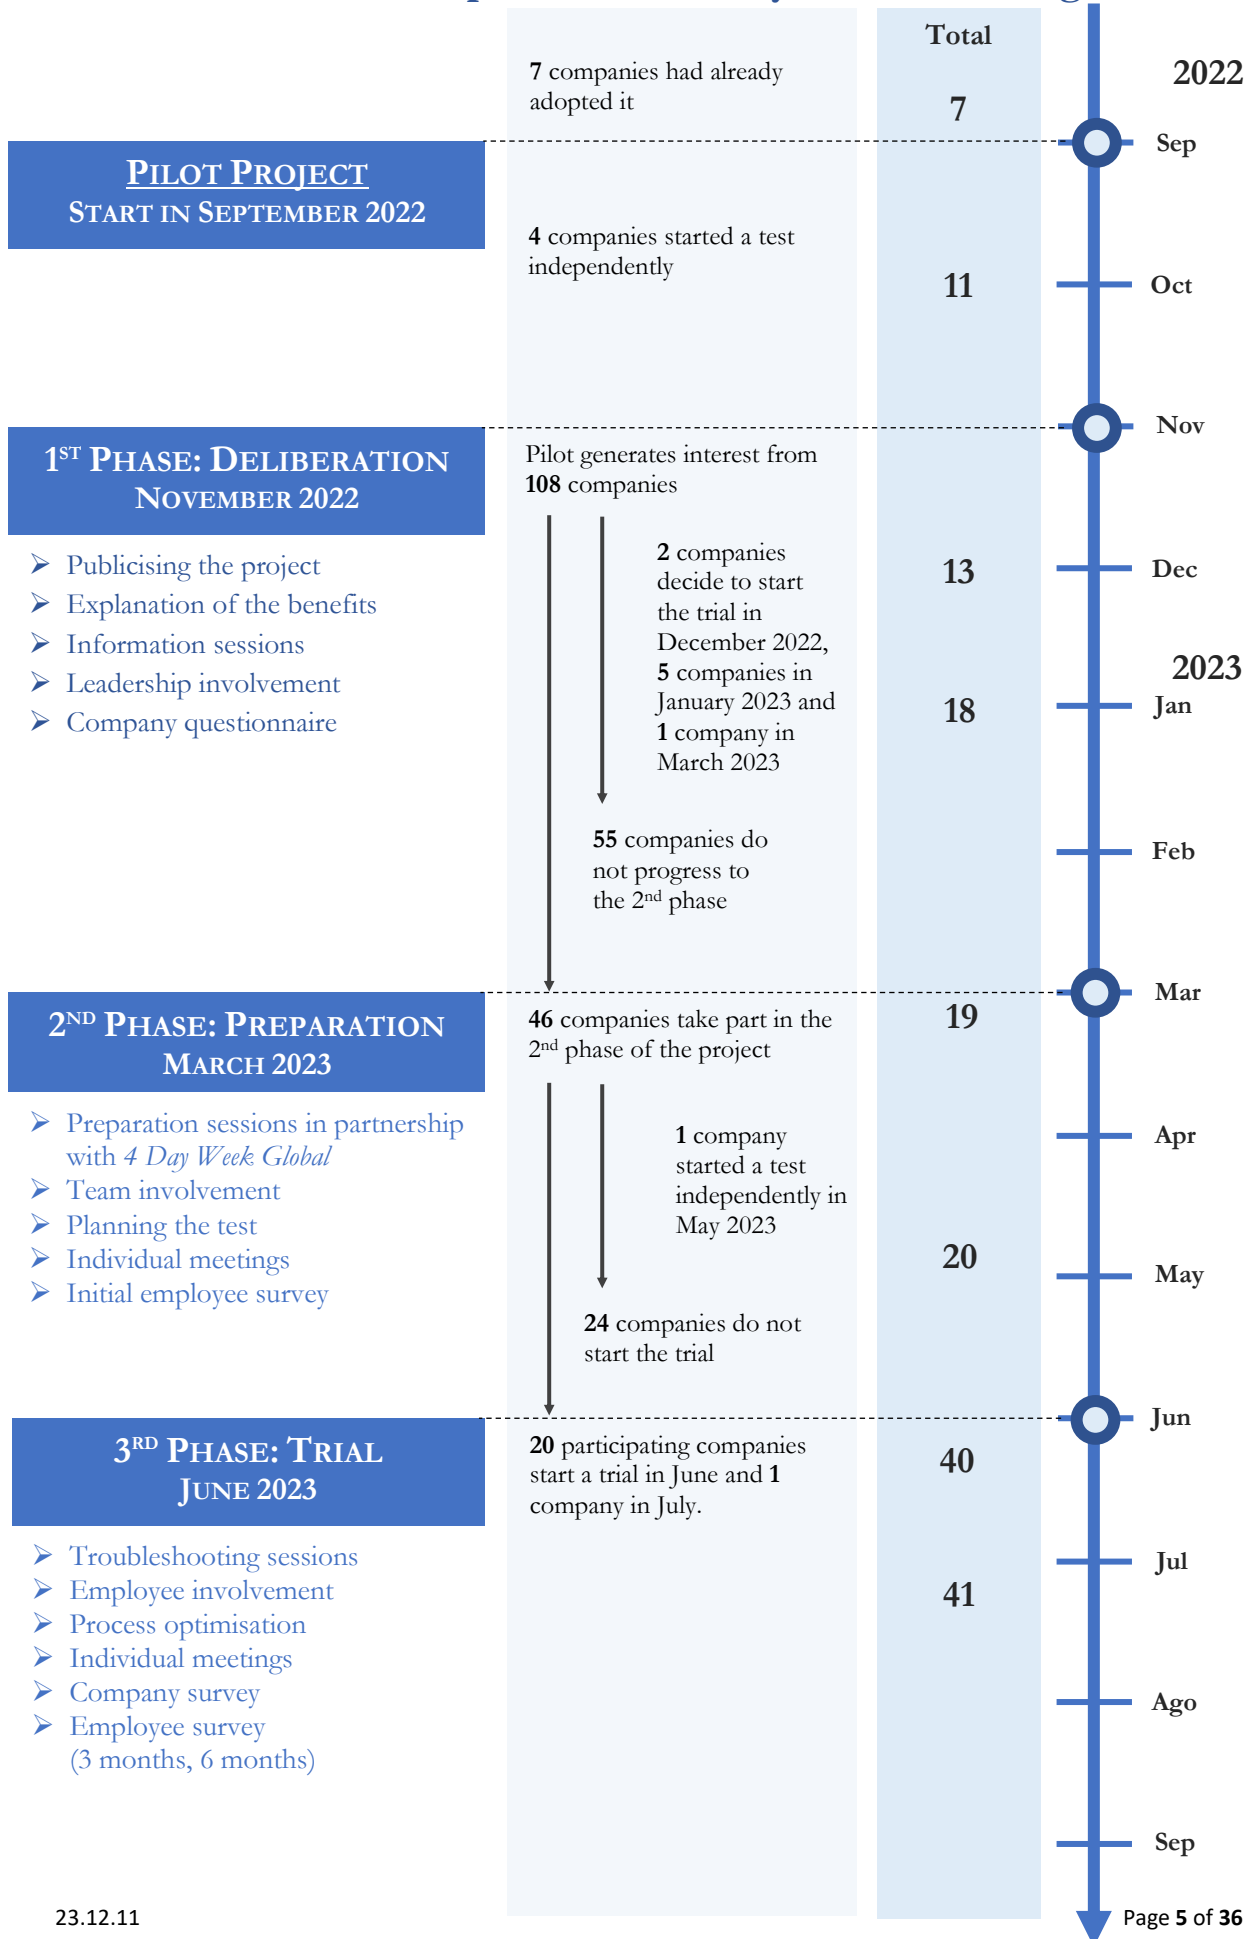 Total
2022
7 companies had already
adopted it
7
Sep
PILOT PROJECT
START IN SEPTEMBER 2022
4 companies started a test
independently
11
Oct
Nov
1ST PHASE: DELIBERATION
NOVEMBER 2022
Pilot generates interest from
108 companies
➢ Publicising the project
➢ Explanation of the benefits
➢ Information sessions
➢ Leadership involvement
➢ Company questionnaire
2 companies
decide to start
the trial in
December 2022,
5 companies in
January 2023 and
1 company in
March 2023
13
Dec
2023
18
Jan
55 companies do
not progress to
the 2nd phase
Feb
Mar
2ND PHASE: PREPARATION
MARCH 2023
46 companies take part in the
2nd phase of the project
19
➢ Preparation sessions in partnership
with 4 Day Week Global
➢ Team involvement
➢ Planning the test
➢ Individual meetings
➢ Initial employee survey
1 company
started a test
independently in
May 2023
Apr
20
May
24 companies do not
start the trial
Jun
3RD PHASE: TRIAL
JUNE 2023
20 participating companies
start a trial in June and 1
company in July.
40
➢ Troubleshooting sessions
➢ Employee involvement
➢ Process optimisation
➢ Individual meetings
➢ Company survey
➢ Employee survey
(3 months, 6 months)
Jul
41
Ago
Sep
23.12.11
Page 5 of 36